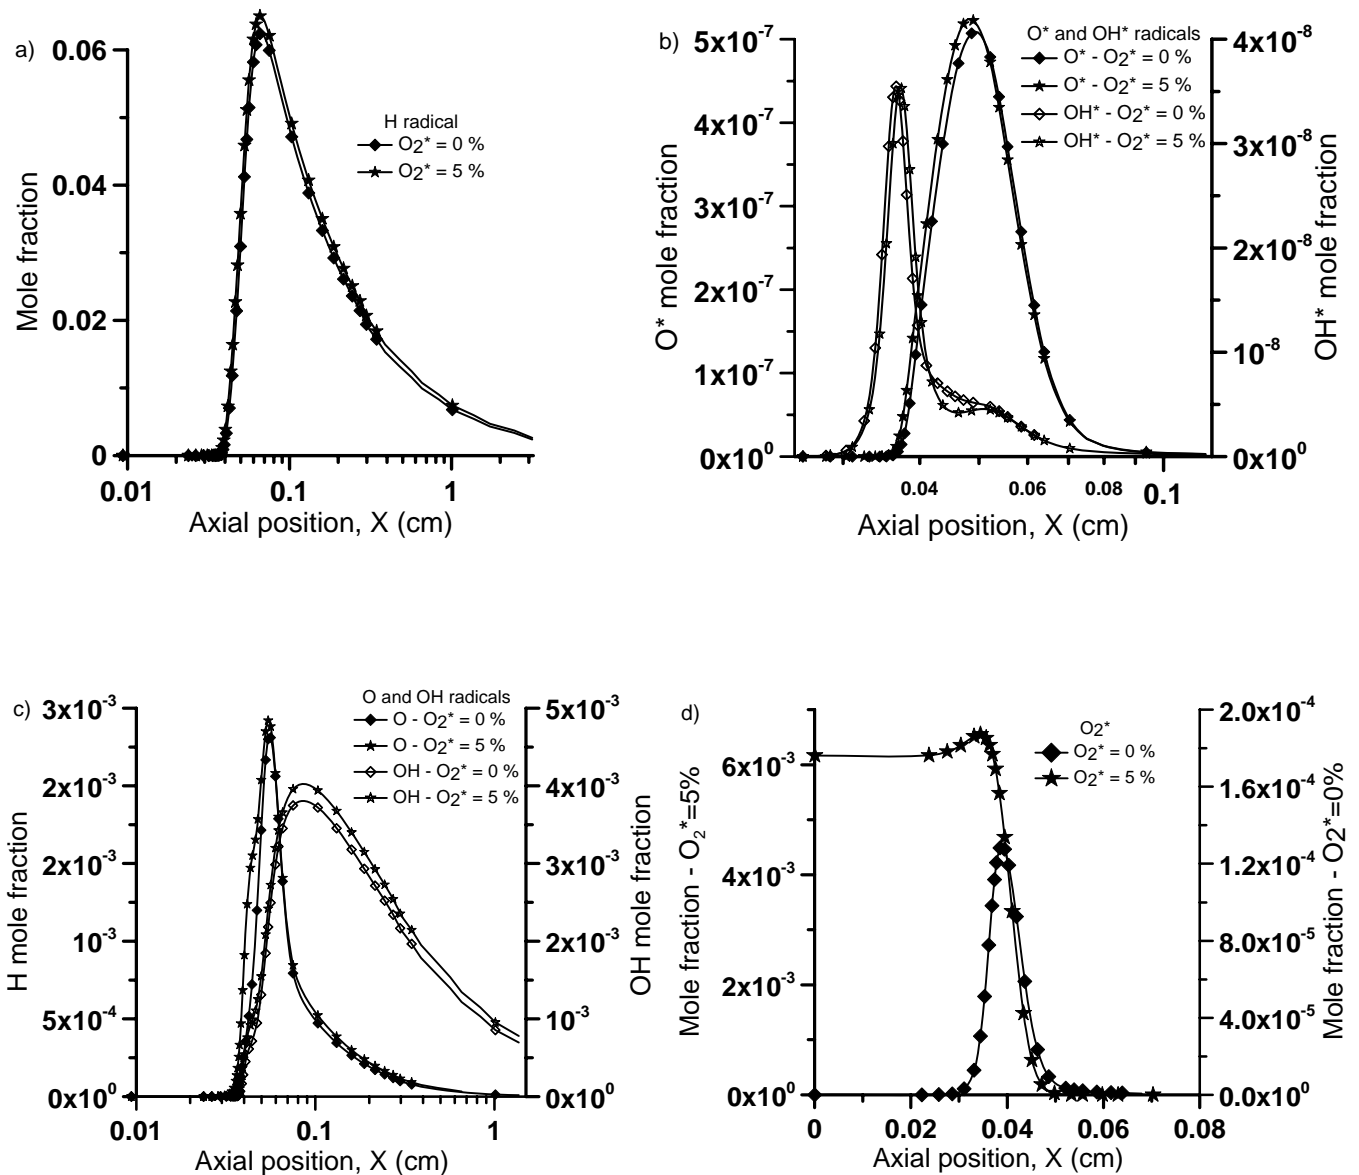 a)
0.06
0.04
0.02
0
Mole fraction
H radical
O2* = 0 %
O2* = 5 %
0.01
0.1
1
Axial position, X (cm)
b)
5x10-7
4x10-7
3x10-7
2x10-7
1x10-7
0x100
O* mole fraction
O* and OH* radicals
O* - O2* = 0 %
O* - O2* = 5 %
OH* - O2* = 0 %
OH* - O2* = 5 %
4x10-8
3x10-8
2x10-8
10-8
0x100
OH* mole fraction
0.04
0.06
0.08
0.1
Axial position, X (cm)
c)
3x10-3
2x10-3
2x10-3
1x10-3
5x10-4
0x100
H mole fraction
O and OH radicals
O - O2* = 0 %
O - O2* = 5 %
OH - O2* = 0 %
OH - O2* = 5 %
5x10-3
4x10-3
3x10-3
2x10-3
10-3
0x100
OH mole fraction
0.01
0.1
1
Axial position, X (cm)
d)
6x10-3
4x10-3
2x10-3
0x100
Mole fraction - O2*=5%
O2*
O2* = 0 %
O2* = 5 %
2.0x10-4
1.6x10-4
1.2x10-4
8.0x10-5
4.0x10-5
0.0x100
Mole fraction - O2*=0%
0
0.02
0.04
0.06
0.08
Axial position, X (cm)